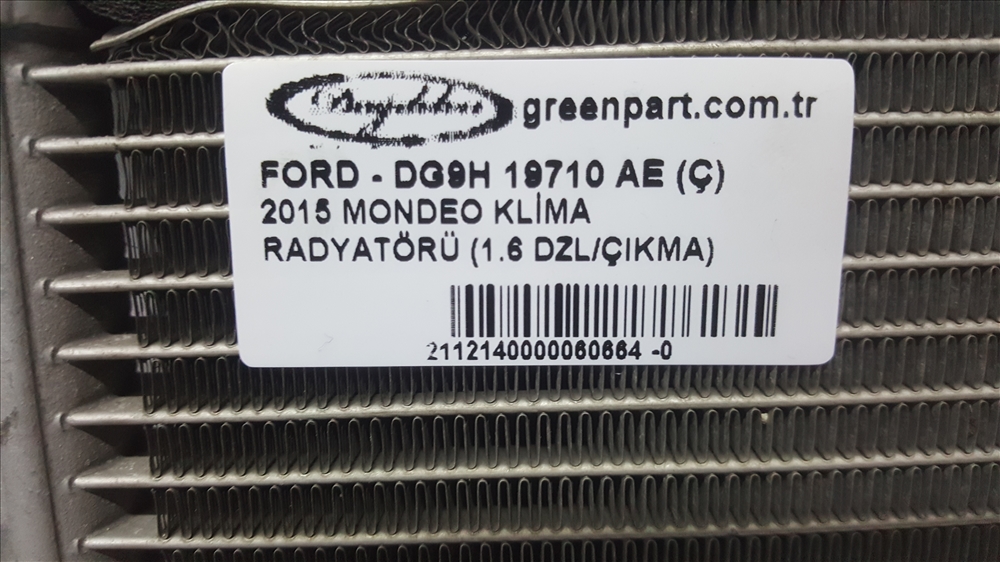 greenpart.com.tr
FORD - DG9H 19710 AE (Ç)
2015 MONDEO KLİMA
RADYATÖRÜ (1.6 DZL/ÇIKMA)
2112140000060664 -0